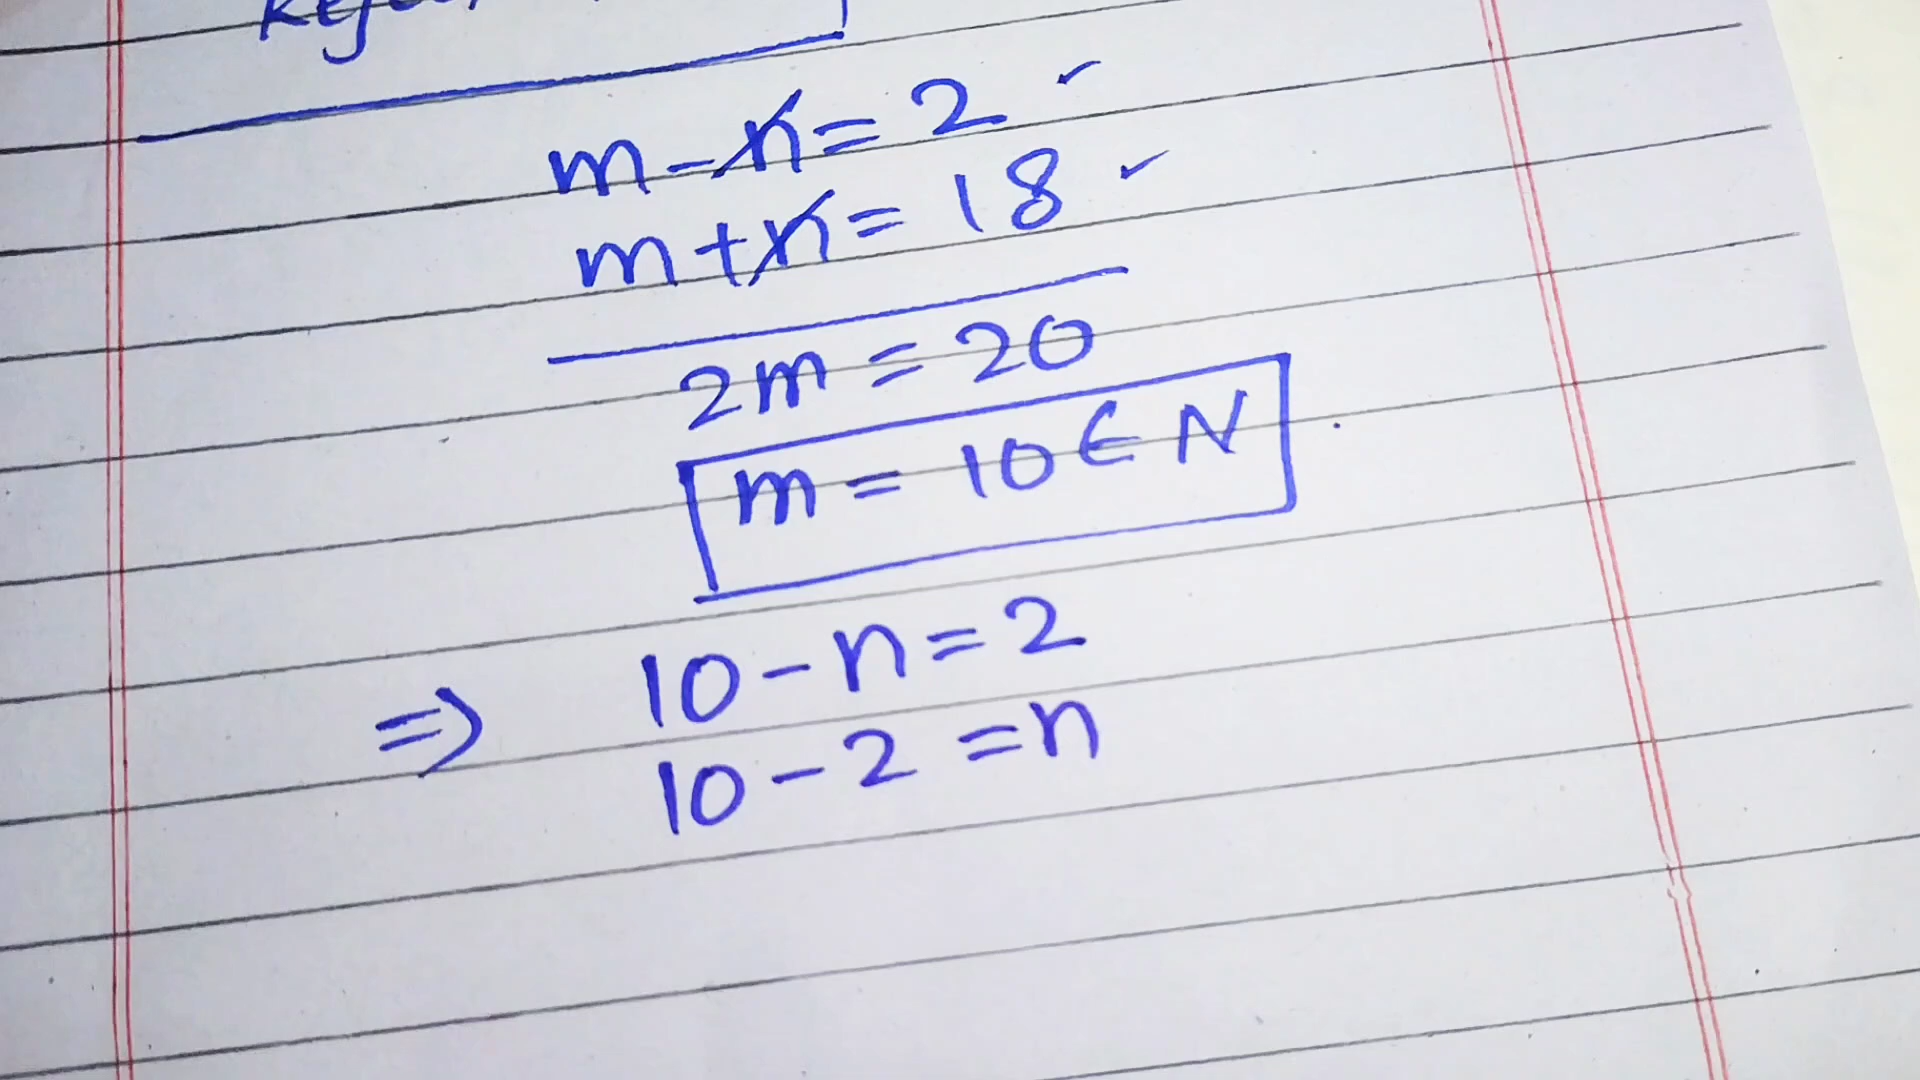 m - n = 2 ✓
m + n = 18 ✓
2m = 20
m = 10 ∈ N
⇒ 10 - n = 2
10 - 2 = n